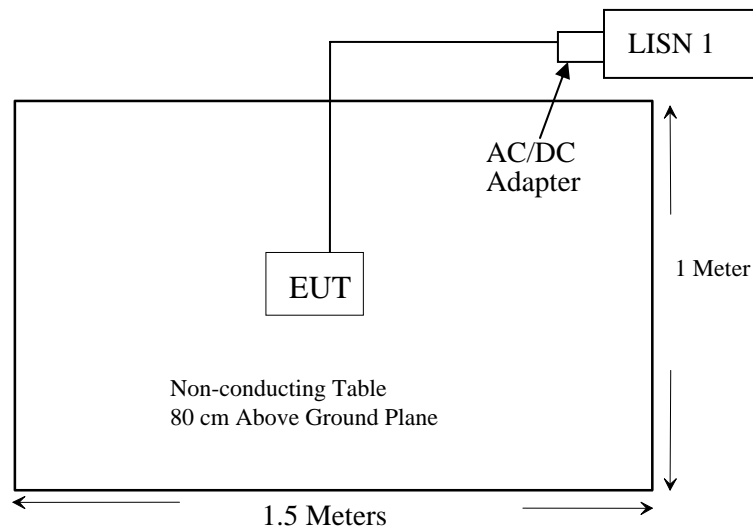 LISN 1
AC/DC
Adapter
EUT
1 Meter
Non-conducting Table
80 cm Above Ground Plane
1.5 Meters